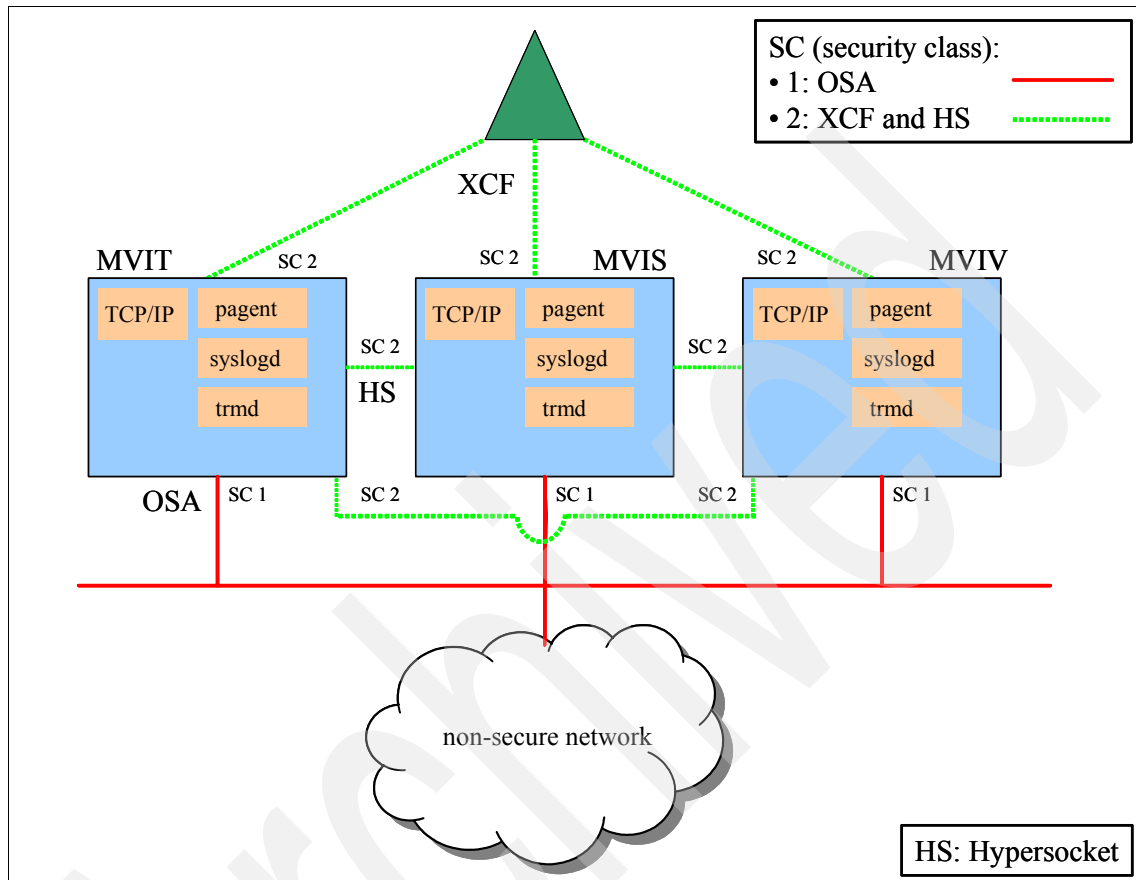 SC (security class):
• 1: OSA
• 2: XCF and HS
XCF
MVIT
SC 2
SC 2
MVIS
SC 2
MVIV
TCP/IP
pagent
syslogd
trmd
SC 2
HS
TCP/IP
pagent
syslogd
trmd
SC 2
TCP/IP
pagent
syslogd
trmd
OSA
SC 1
SC 2
SC 1
SC 2
SC 1
non-secure network
HS: Hypersocket
Archived